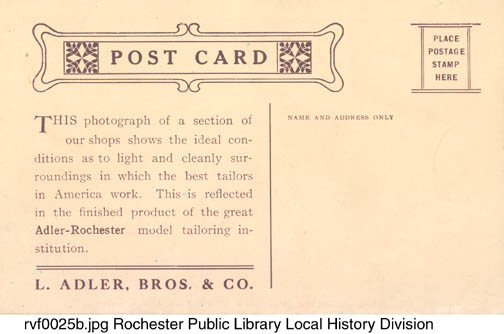 POST CARD
PLACE
POSTAGE
STAMP
HERE
THIS photograph of a section of
our shops shows the ideal con-
ditions as to light and cleanly sur-
roundings in which the best tailors
in America work. This is reflected
in the finished product of the great
Adler-Rochester model tailoring in-
stitution.
L. ADLER, BROS. & CO.
NAME AND ADDRESS ONLY
rvf0025b.jpg Rochester Public Library Local History Division